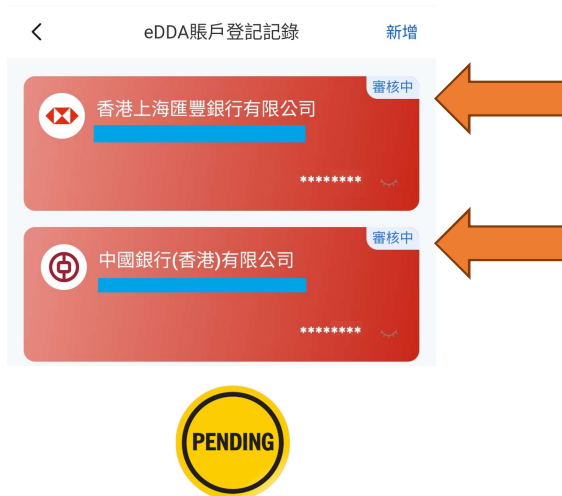 eDDA賬戶登記記錄
新增
審核中
香港上海匯豐銀行有限公司
********
審核中
中國銀行(香港)有限公司
********
PENDING